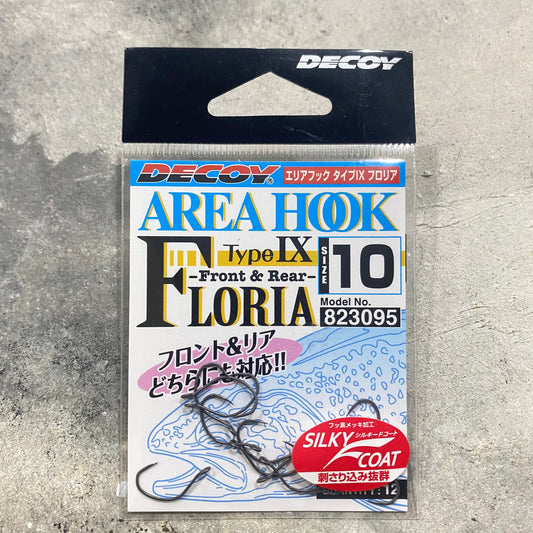 DECOY
DECOY®
エリアフック タイプIX フロリア
AREA HOOK
Type IX
-Front & Rear-
FLORIA
SIZE 10
Model No.
823095
フロント&リア
どちらにも対応!!
フッ素メッキ加工
SILKY シルキーFコート
F COAT
刺さり込み抜群
QUANTITY:12